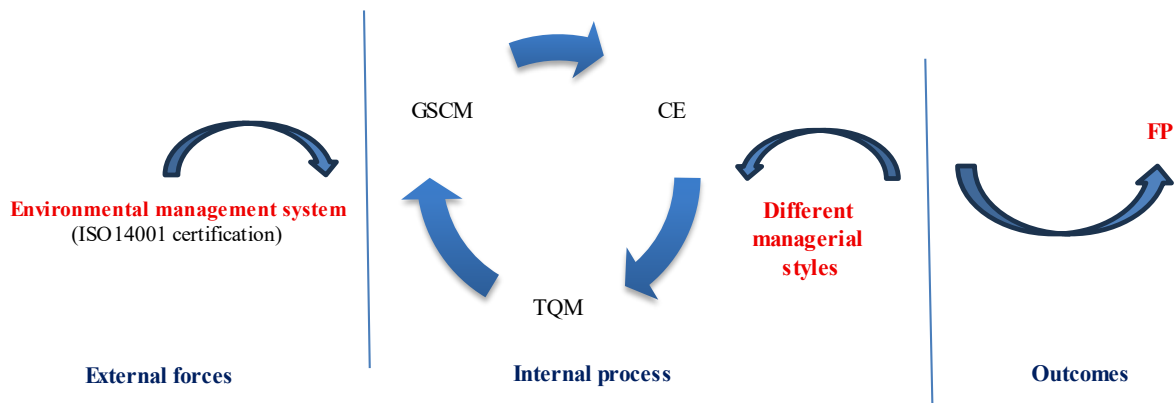 GSCM
CE
FP
Environmental management system
(ISO14001 certification)
Different
managerial
styles
TQM
External forces
Internal process
Outcomes